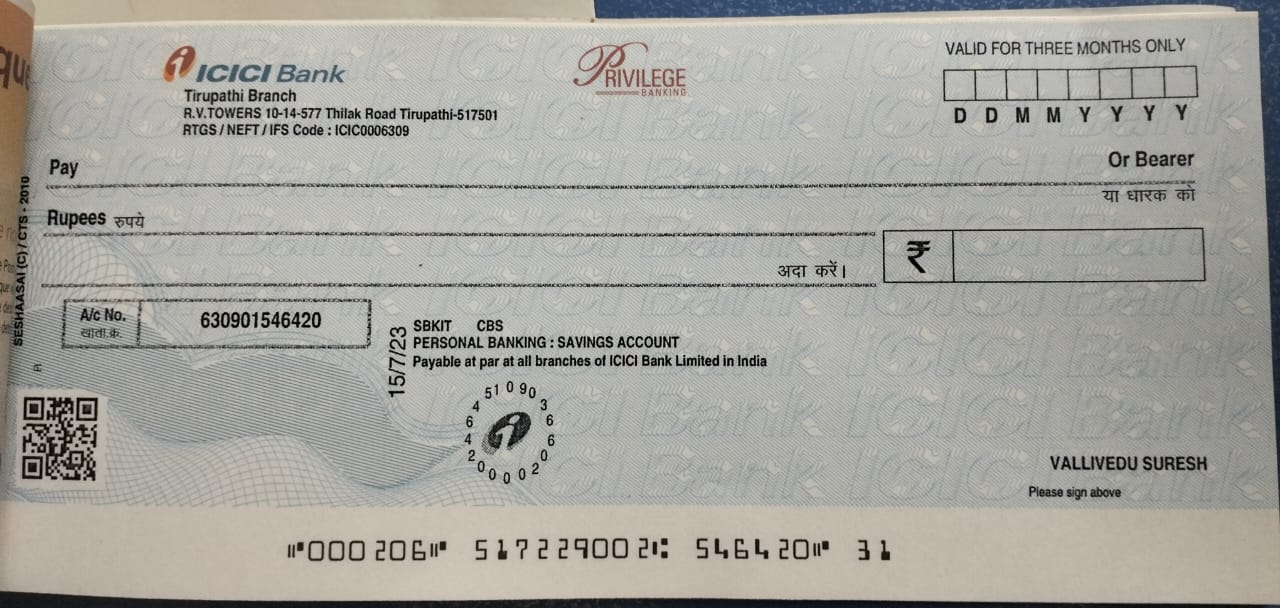 ICICI Bank
PRIVILEGE
BANKING
VALID FOR THREE MONTHS ONLY
D D M M Y Y Y Y
Tirupathi Branch
R.V.TOWERS 10-14-577 Thilak Road Tirupathi-517501
RTGS / NEFT / IFS Code : ICIC0006309
Pay
Or Bearer
या धारक को
Rupees रुपये
अदा करें।
₹
A/c No.
खाता.क्र.
630901546420
SESHAASAI (C) / CTS - 2010
15/7/23
SBKIT CBS
PERSONAL BANKING : SAVINGS ACCOUNT
Payable at par at all branches of ICICI Bank Limited in India
VALLIVEDU SURESH
Please sign above
⑈000206⑈ 517229002⑆ 546420⑈ 31